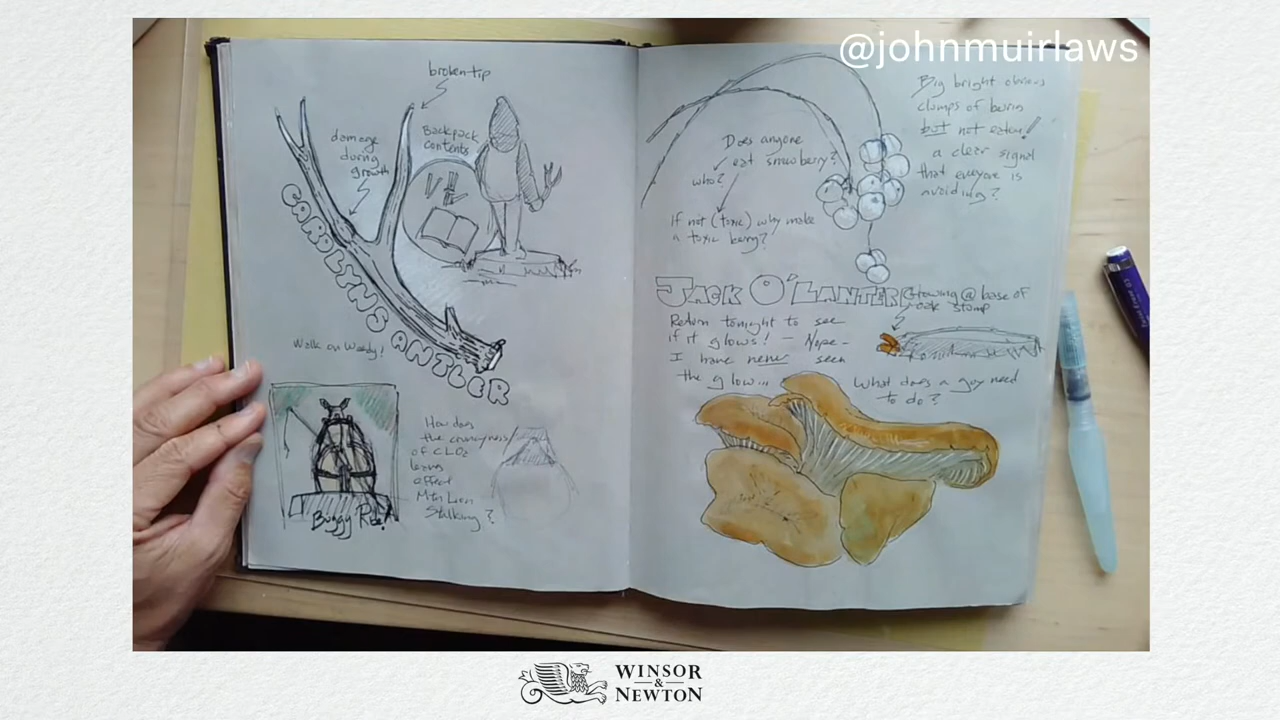 @johnmuirlaws
broken tip
damage
during
growth
Backpack
contents
CAROLYNS ANTLER
Walk on Woody!
Buggy Ride!
How does
the crunchyness
of CLOz
leaves
effect
Mtn Lion
Stalking?
Does anyone
eat snowberry?
who?
If not (toxic) why make
a toxic berry?
Big bright obvious
clumps of berries
but not eaten!
a clear signal
that everyone is
avoiding?
JACK O'LANTERN
Growing @ base of
oak stump
Return tonight to see
if it glows! - Nope -
I have never seen
the glow...
What does a guy need
to do?
WINSOR
&
NEWTON